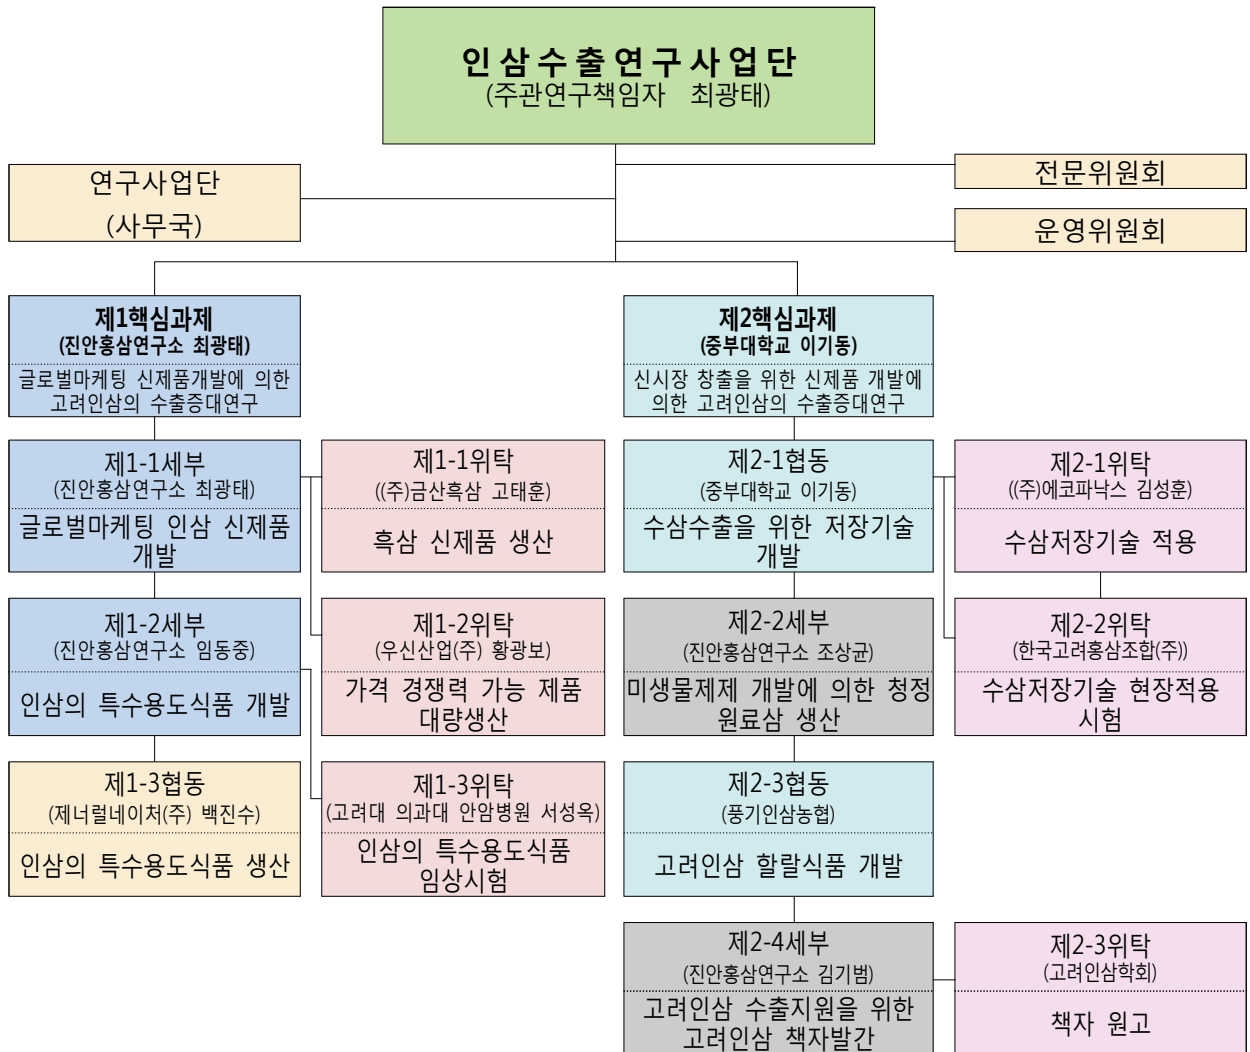 인삼수출연구사업단
(주관연구책임자 최광태)
연구사업단
(사무국)
전문위원회
운영위원회
제1핵심과제
(진안홍삼연구소 최광태)
글로벌마케팅 신제품개발에 의한
고려인삼의 수출증대연구
제2핵심과제
(중부대학교 이기동)
신시장 창출을 위한 신제품 개발에
의한 고려인삼의 수출증대연구
제1-1세부
(진안홍삼연구소 최광태)
글로벌마케팅 인삼 신제품
개발
제1-1위탁
((주)금산흑삼 고태훈)
흑삼 신제품 생산
제2-1협동
(중부대학교 이기동)
수삼수출을 위한 저장기술
개발
제2-1위탁
((주)에코파낙스 김성훈)
수삼저장기술 적용
제1-2세부
(진안홍삼연구소 임동중)
인삼의 특수용도식품 개발
제1-2위탁
(우신산업(주) 황광보)
가격 경쟁력 가능 제품
대량생산
제2-2세부
(진안홍삼연구소 조상균)
미생물제제 개발에 의한 청정
원료삼 생산
제2-2위탁
(한국고려홍삼조합(주))
수삼저장기술 현장적용
시험
제1-3협동
(제너럴네이처(주) 백진수)
인삼의 특수용도식품 생산
제1-3위탁
(고려대 의과대 안암병원 서성옥)
인삼의 특수용도식품
임상시험
제2-3협동
(풍기인삼농협)
고려인삼 할랄식품 개발
제2-4세부
(진안홍삼연구소 김기범)
고려인삼 수출지원을 위한
고려인삼 책자발간
제2-3위탁
(고려인삼학회)
책자 원고